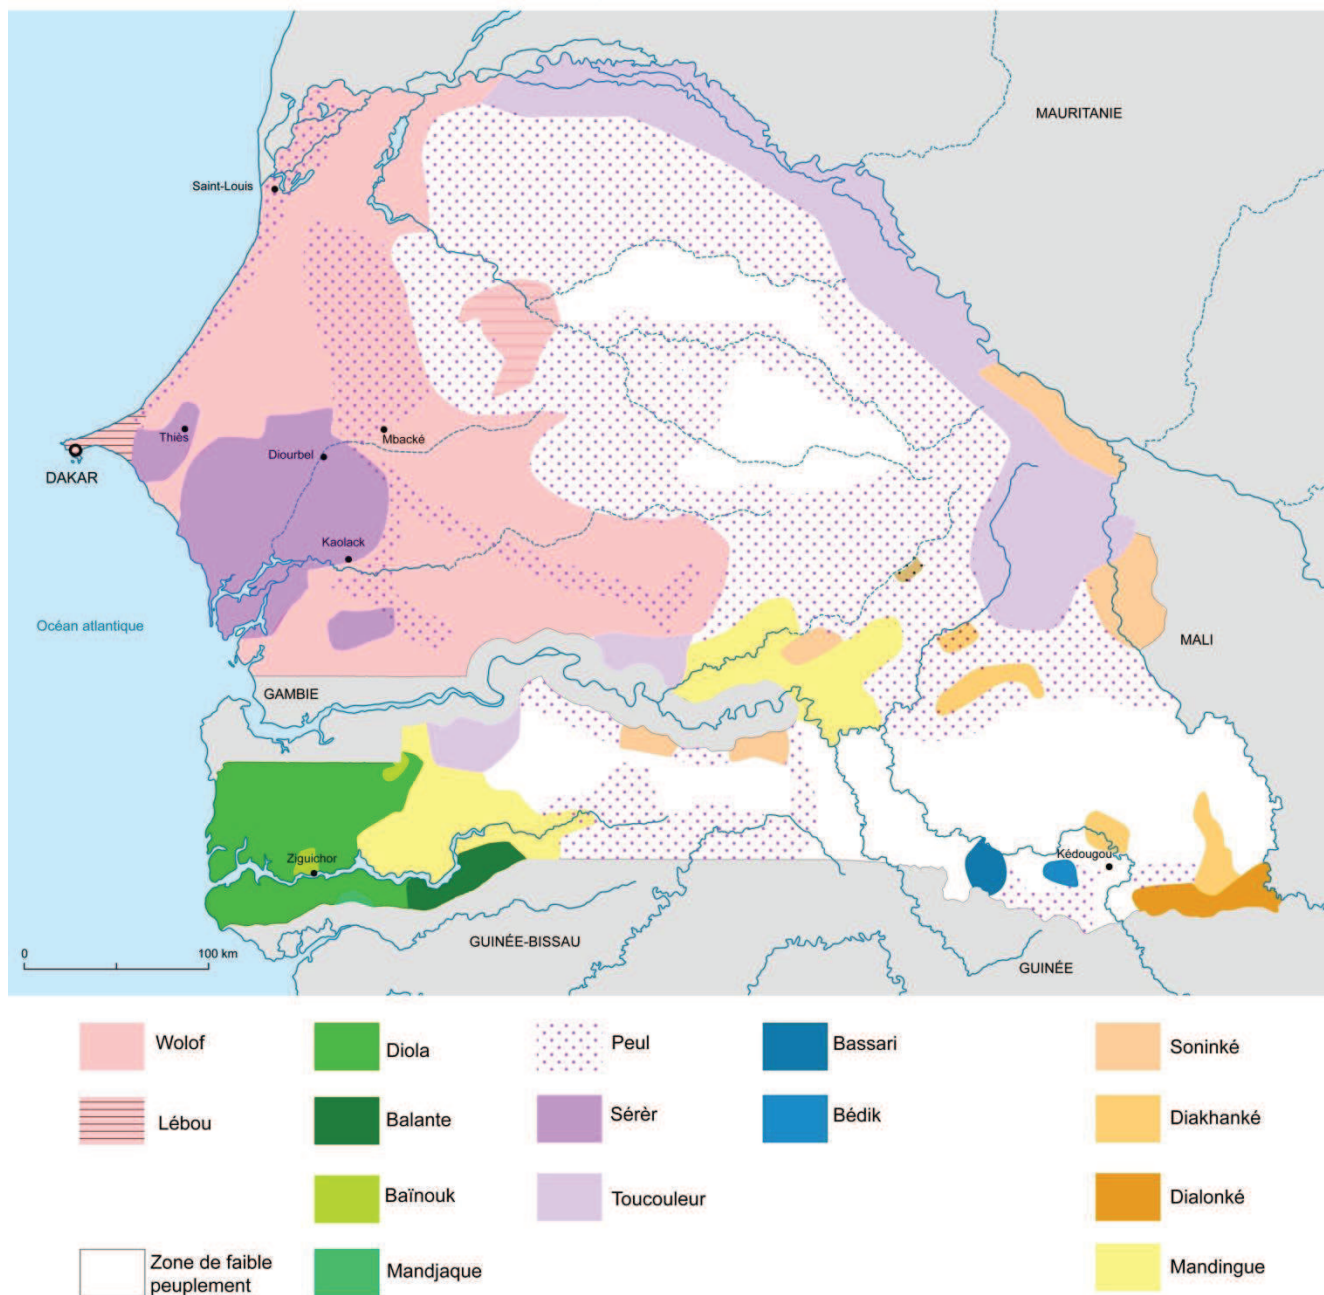 MAURITANIE
Saint-Louis
Thiès
Mbacké
Diourbel
DAKAR
Kaolack
Océan atlantique
MALI
GAMBIE
Ziguichor
Kédougou
GUINÉE-BISSAU
GUINÉE
0
100 km
Wolof
Diola
Peul
Bassari
Soninké
Lébou
Balante
Sérèr
Bédik
Diakhanké
Baïnouk
Toucouleur
Dialonké
Zone de faible
peuplement
Mandjaque
Mandingue